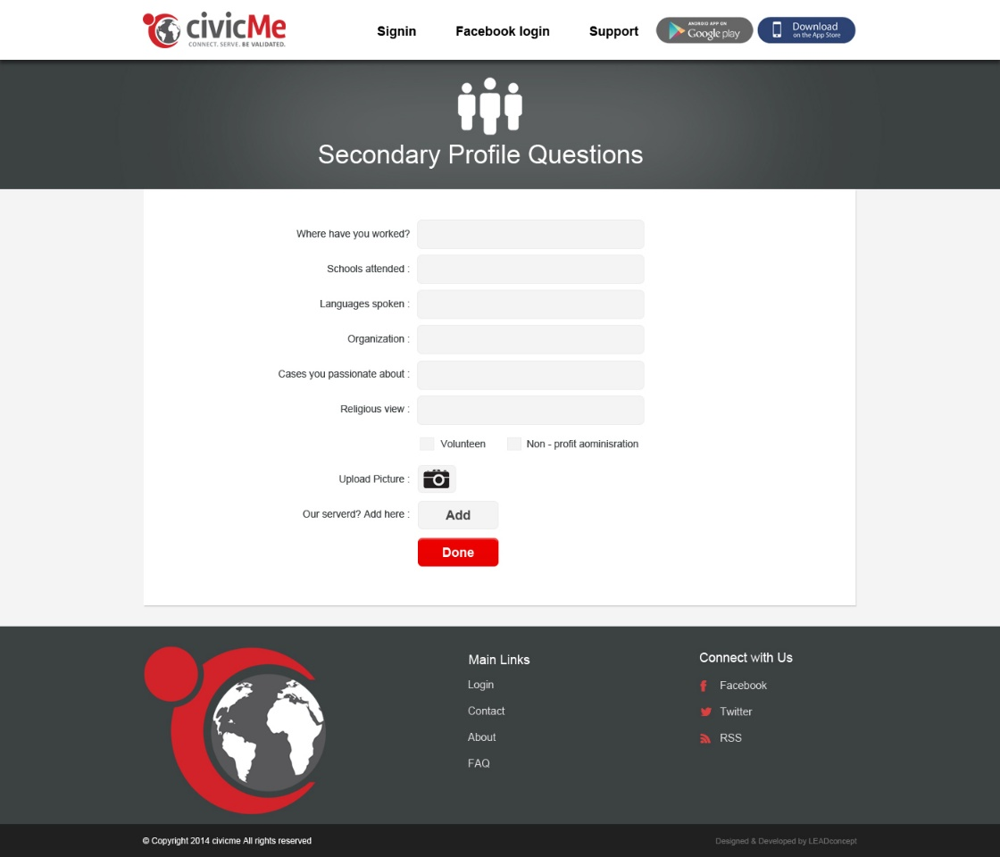 civicMe
CONNECT. SERVE. BE VALIDATED.
Signin
Facebook login
Support
ANDROID APP ON
Google play
Download
on the App Store
Secondary Profile Questions
Where have you worked?
Schools attended :
Languages spoken :
Organization :
Cases you passionate about :
Religious view :
Volunteen
Non - profit aominisration
Upload Picture :
Our serverd? Add here :
Add
Done
Main Links
Login
Contact
About
FAQ
Connect with Us
Facebook
Twitter
RSS
© Copyright 2014 civicme All rights reserved
Designed & Developed by LEADconcept